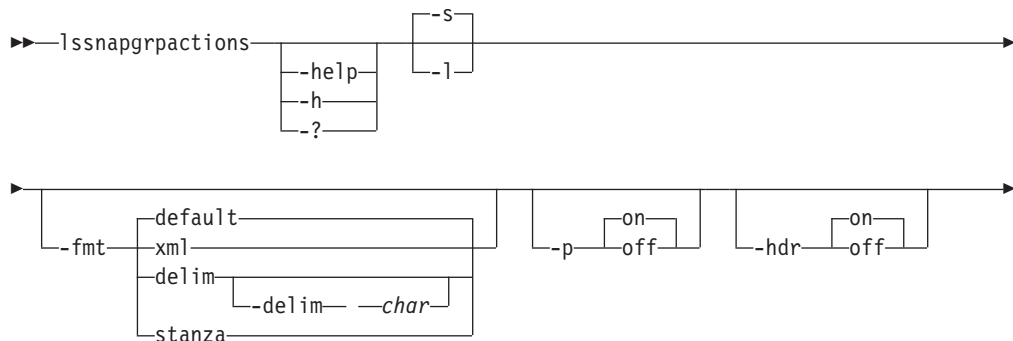 -s
lssnapgrpactions
-help
-l
-h
-?
default
on
on
-fmt
xml
-p
off
-hdr
off
delim
-delim
char
stanza